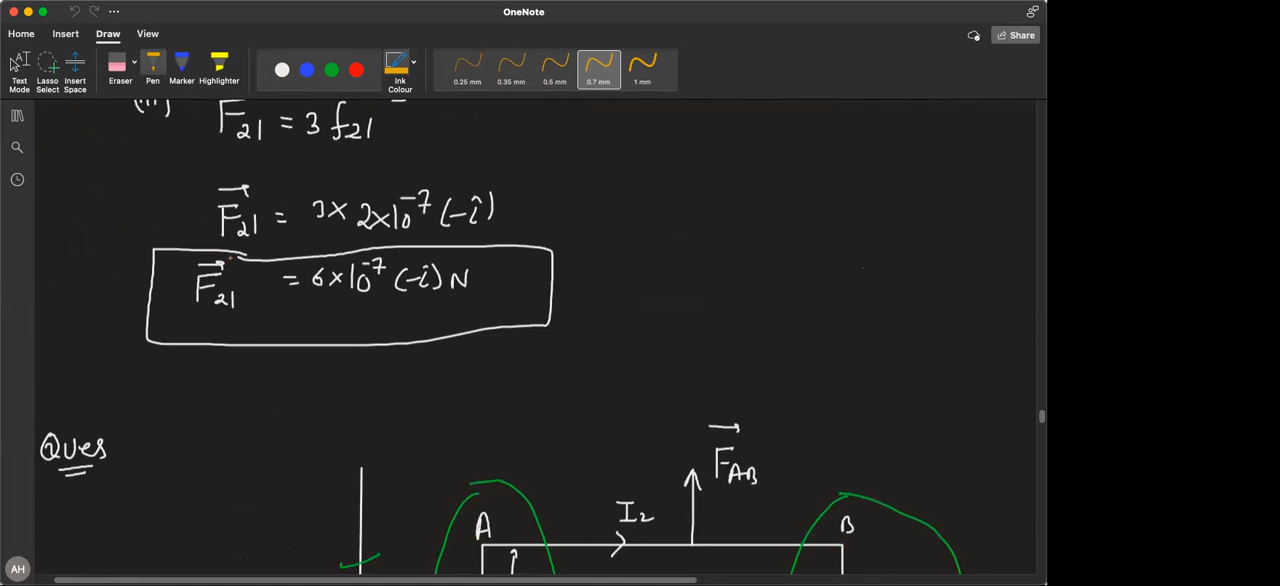 OneNote
Home Insert Draw View
Share
Text Mode
Lasso Select
Insert Space
Eraser
Pen
Marker
Highlighter
Ink Colour
0.25 mm
0.35 mm
0.5 mm
0.7 mm
1 mm
F₂₁ = 3 f₂₁
F₂₁ = 3 × 2×10⁻⁷ (-î)
F₂₁ = 6×10⁻⁷ (-î) N
Ques
F_AB
I₂
A
B
AH